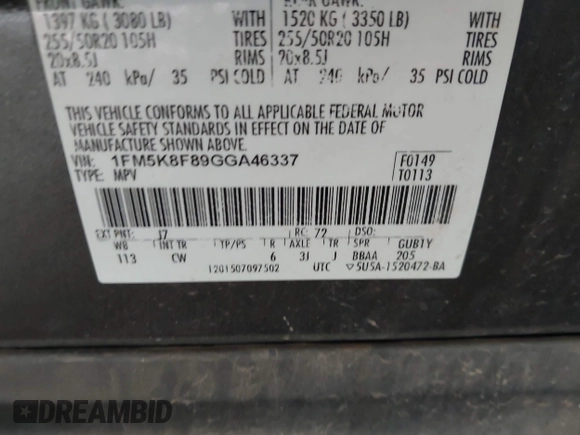 1397 KG ( 3080 LB) 1520 KG ( 3350 LB)
255/50R20 105H WITH 255/50R20 105H WITH
20x8.5J TIRES 20x8.5J TIRES
RIMS RIMS
AT 240 kPa/ 35 PSI COLD AT 240 kPa/ 35 PSI COLD
THIS VEHICLE CONFORMS TO ALL APPLICABLE FEDERAL MOTOR
VEHICLE SAFETY STANDARDS IN EFFECT ON THE DATE OF
MANUFACTURE SHOWN ABOVE.
VIN: 1FM5K8F89GGA46337 F0149
TYPE: MPV T0113
EXT PNT: J7 RC: 72 DSO:
WB INT TR TP/PS R AXLE TR SPR GUB1Y
113 CW 6 3J J BBAA 205
1201507097502 UTC 5U5A-1520472-BA
DREAMBID